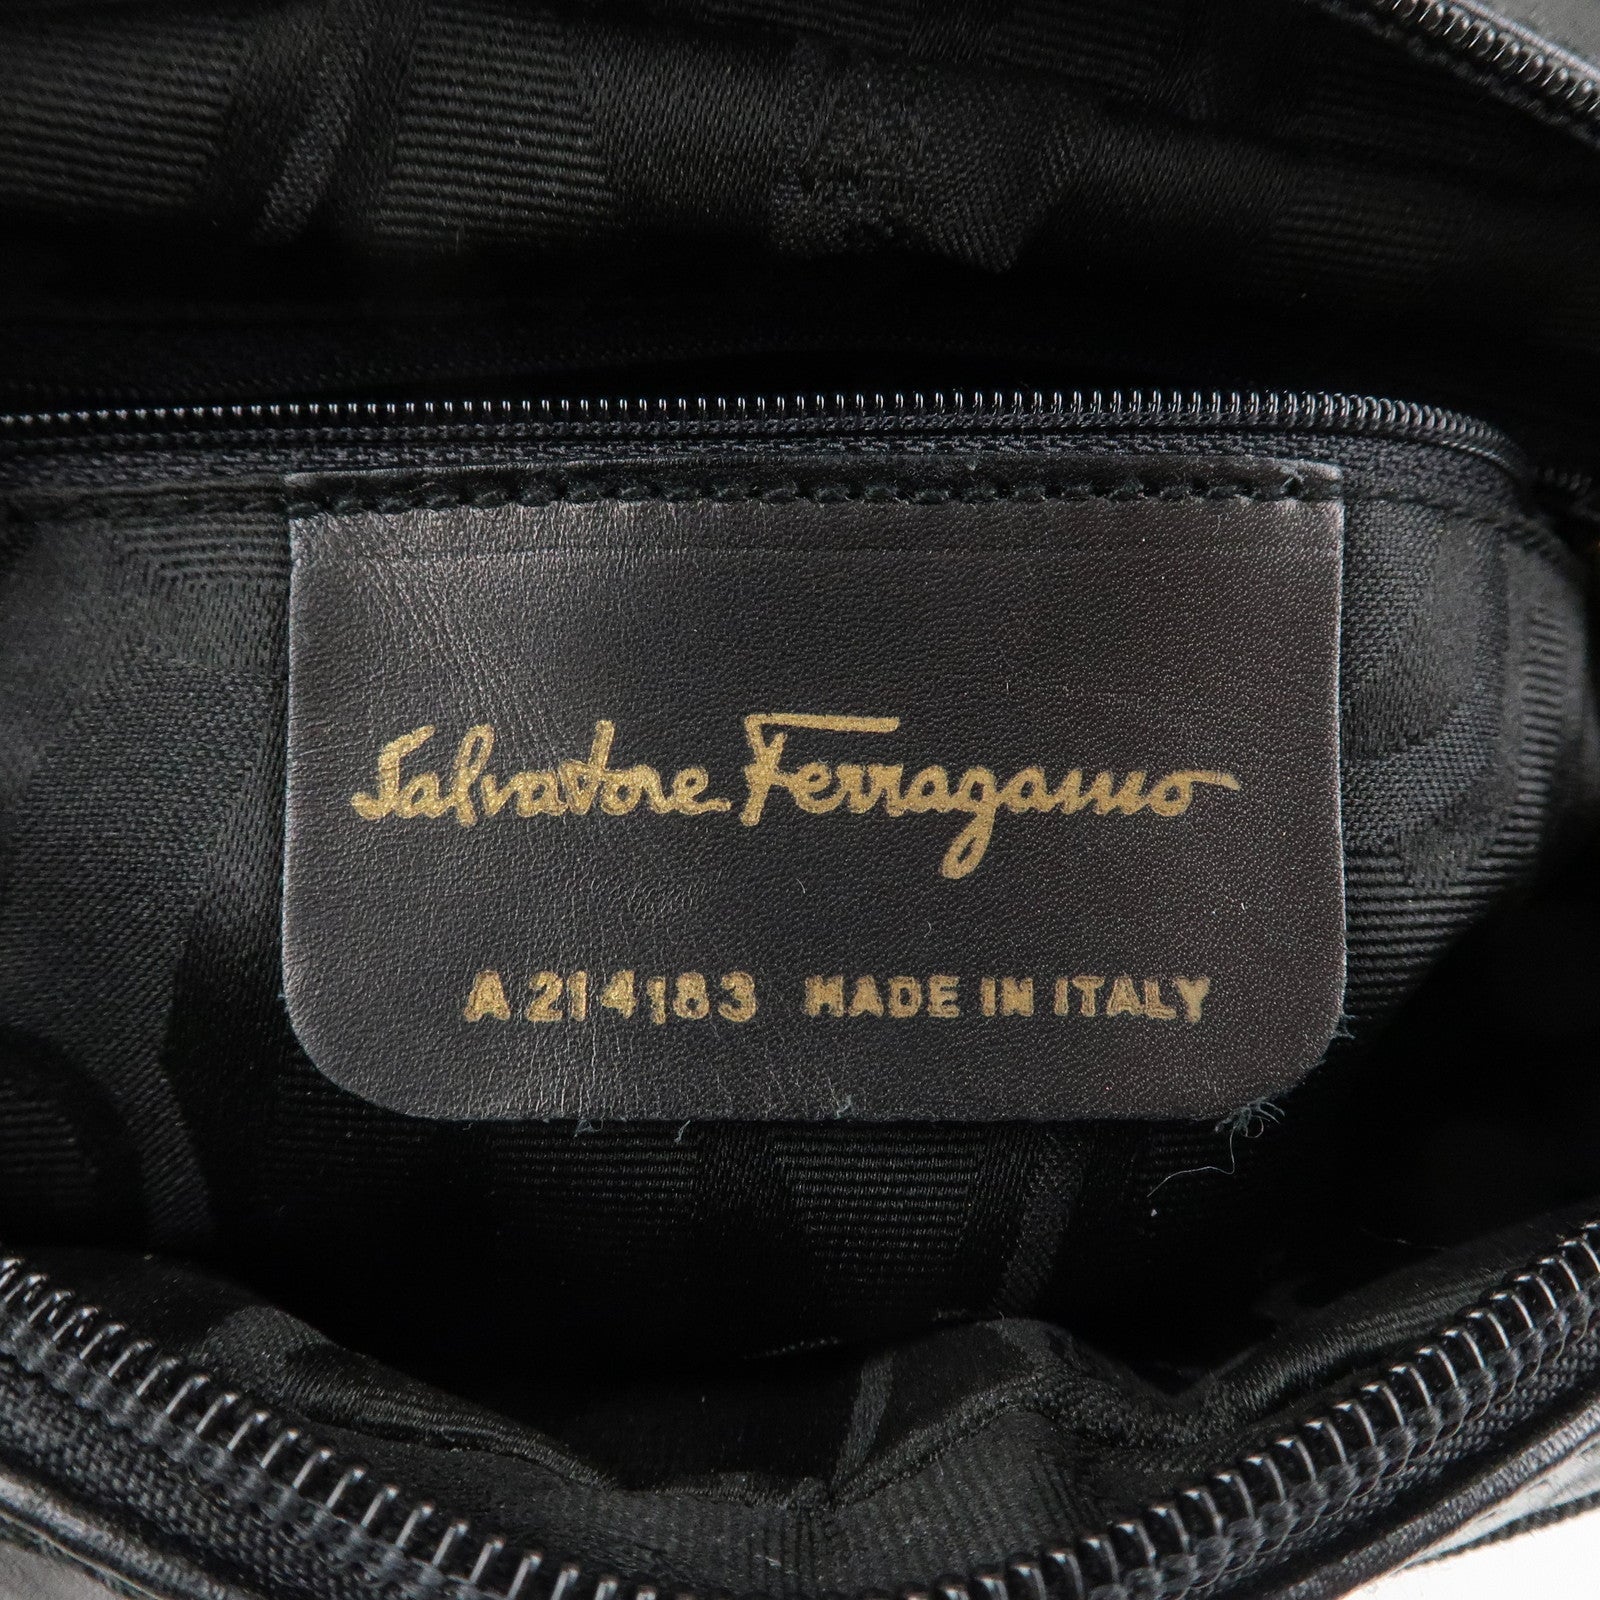 Salvatore Ferragamo
A 214183 MADE IN ITALY